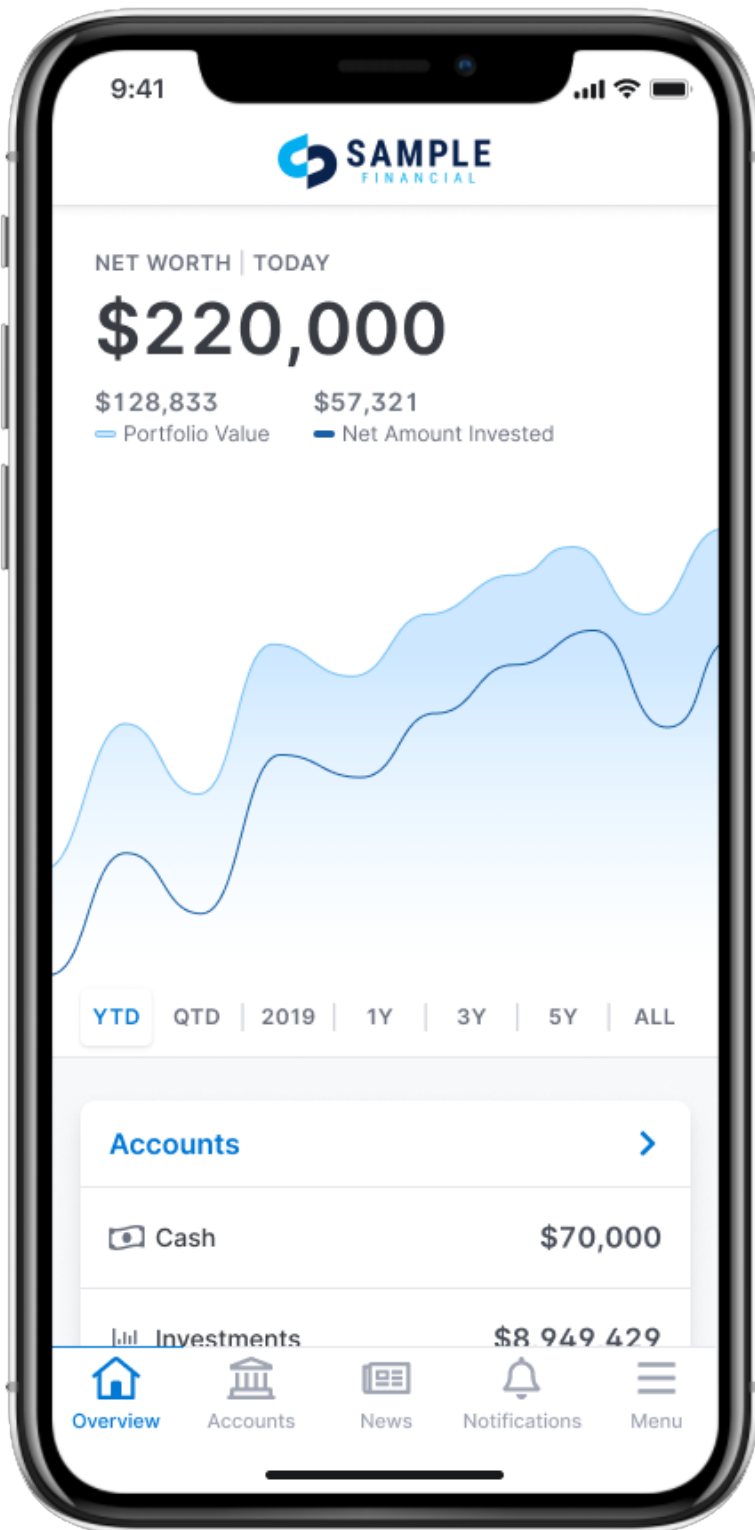 9:41
SAMPLE
FINANCIAL
NET WORTH | TODAY
$220,000
$128,833 $57,321
Portfolio Value Net Amount Invested
YTD QTD | 2019 | 1Y | 3Y | 5Y | ALL
Accounts
Cash $70,000
Investments $8,949,429
Overview Accounts News Notifications Menu